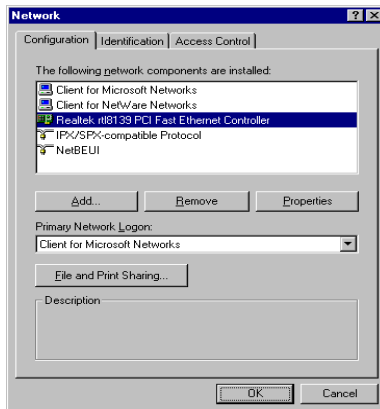 Network
Configuration Identification Access Control
The following network components are installed:
Client for Microsoft Networks
Client for NetWare Networks
Realtek rtl8139 PCI Fast Ethernet Controller
IPX/SPX-compatible Protocol
NetBEUI
Add... Remove Properties
Primary Network Logon:
Client for Microsoft Networks
File and Print Sharing...
Description
OK Cancel